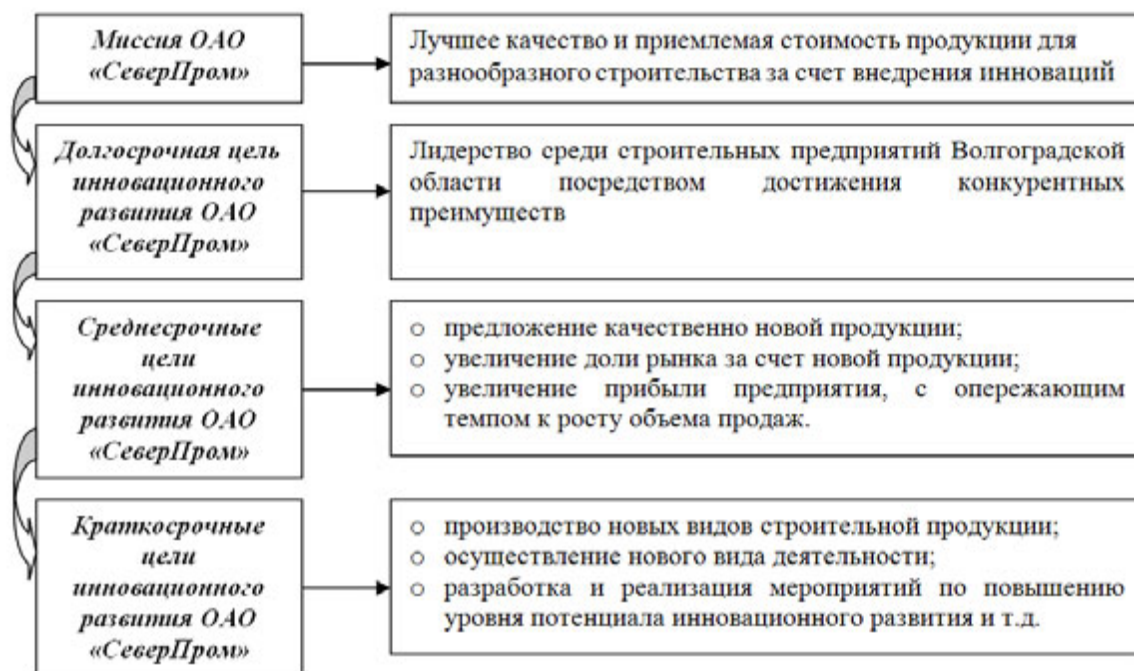 Миссия ОАО
«СеверПром»
Лучшее качество и приемлемая стоимость продукции для
разнообразного строительства за счет внедрения инноваций
Долгосрочная цель
инновационного
развития ОАО
«СеверПром»
Лидерство среди строительных предприятий Волгоградской
области посредством достижения конкурентных
преимуществ
Среднесрочные
цели
инновационного
развития ОАО
«СеверПром»
o предложение качественно новой продукции;
o увеличение доли рынка за счет новой продукции;
o увеличение прибыли предприятия, с опережающим
темпом к росту объема продаж.
Краткосрочные
цели
инновационного
развития ОАО
«СеверПром»
o производство новых видов строительной продукции;
o осуществление нового вида деятельности;
o разработка и реализация мероприятий по повышению
уровня потенциала инновационного развития и т.д.